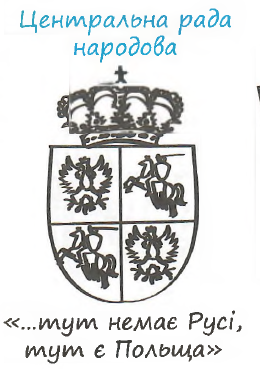 Центральна рада
народова
«...тут немає Русі,
тут є Польща»